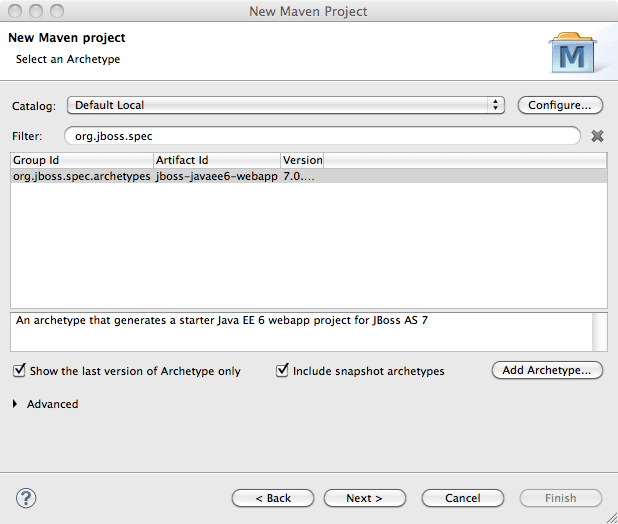 New Maven Project
New Maven project
Select an Archetype
M
Catalog: Default Local Configure...
Filter: org.jboss.spec
Group Id Artifact Id Version
org.jboss.spec.archetypes jboss-javaee6-webapp 7.0....
An archetype that generates a starter Java EE 6 webapp project for JBoss AS 7
Show the last version of Archetype only Include snapshot archetypes Add Archetype...
Advanced
? < Back Next > Cancel Finish